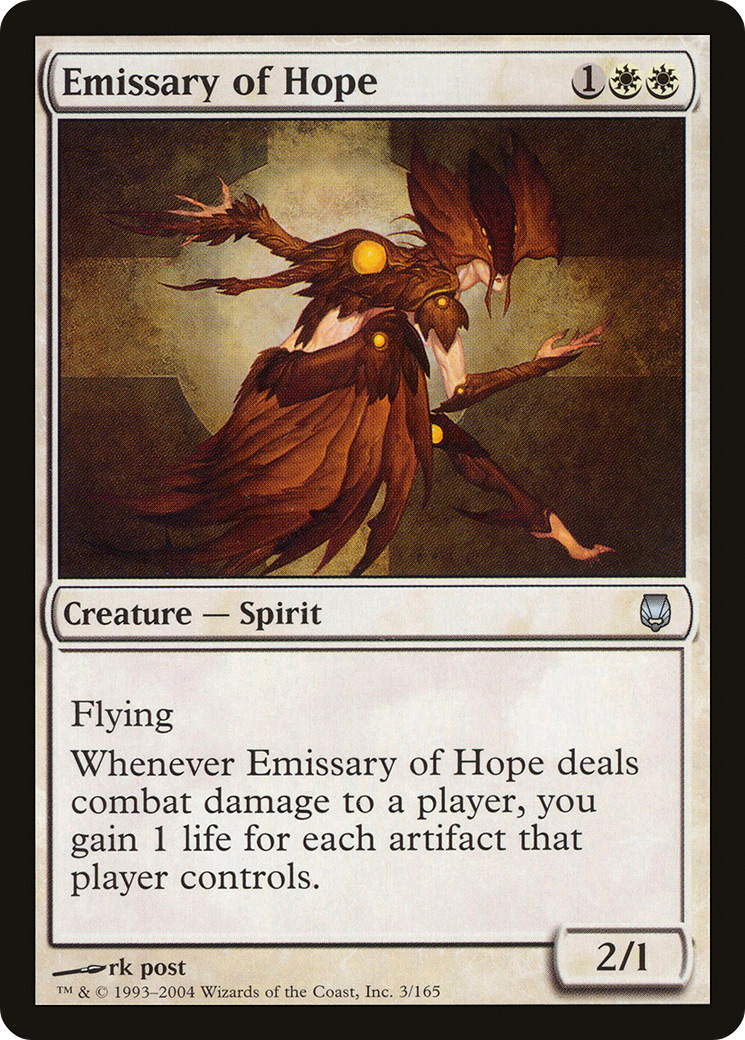 Emissary of Hope 1
Creature — Spirit
Flying
Whenever Emissary of Hope deals
combat damage to a player, you
gain 1 life for each artifact that
player controls.
2/1
rk post
™ & © 1993–2004 Wizards of the Coast, Inc. 3/165